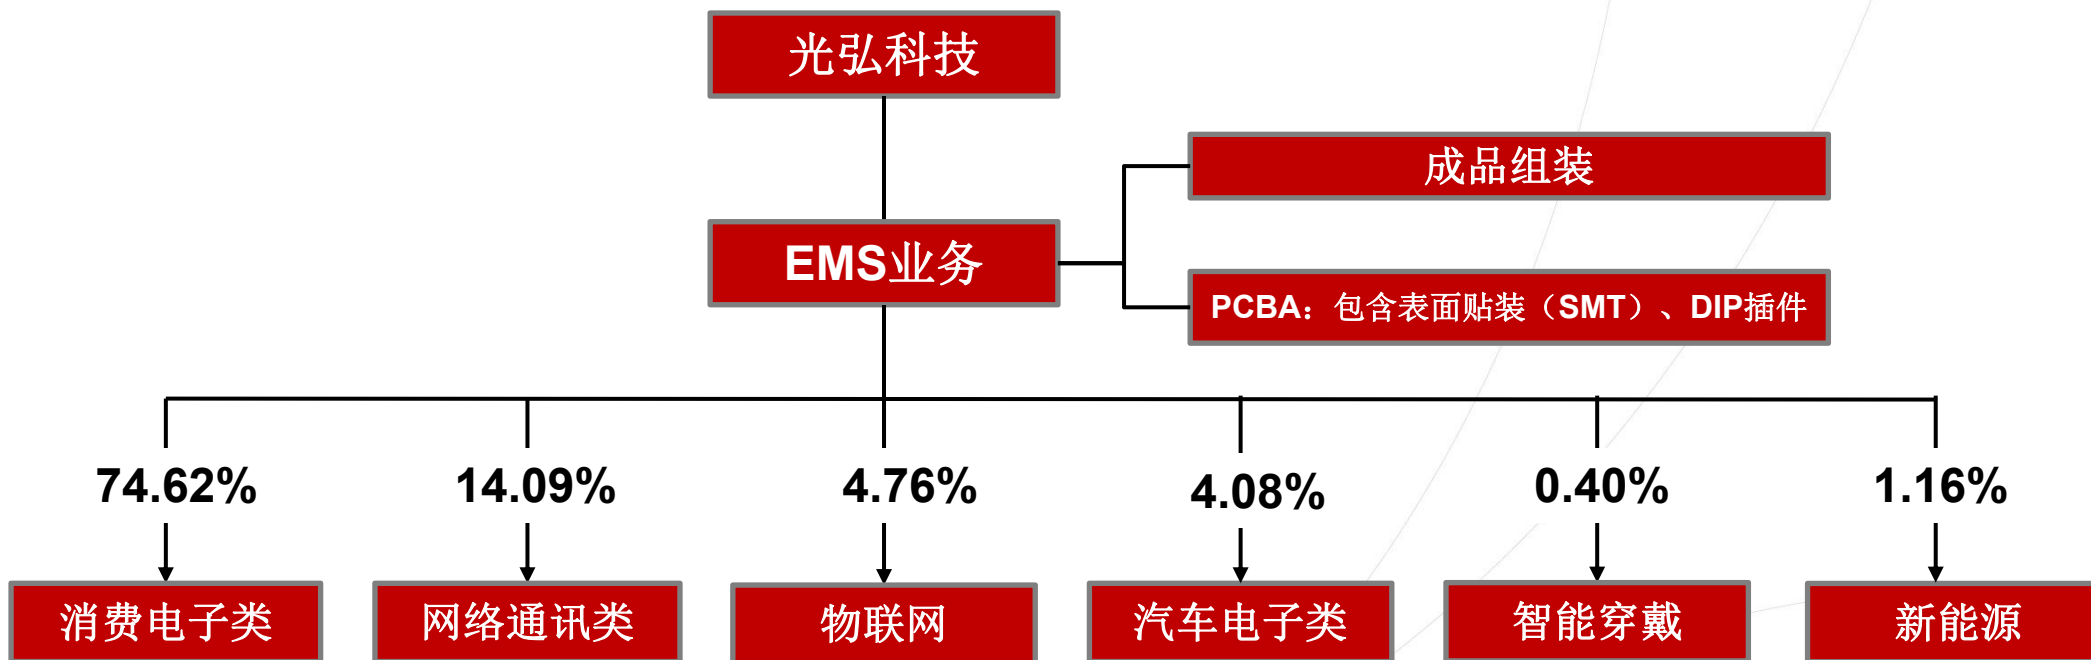 光弘科技
成品组装
EMS业务
PCBA：包含表面贴装（SMT）、DIP插件
74.62%
14.09%
4.76%
4.08%
0.40%
1.16%
消费电子类
网络通讯类
物联网
汽车电子类
智能穿戴
新能源